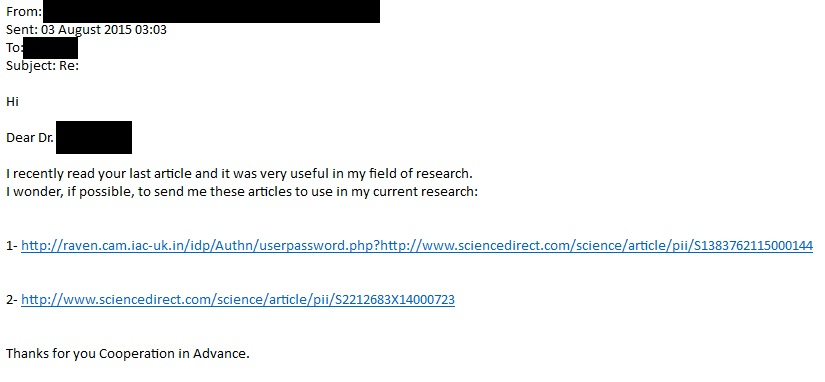 From:
Sent: 03 August 2015 03:03
To:
Subject: Re:
Hi
Dear Dr.
I recently read your last article and it was very useful in my field of research.
I wonder, if possible, to send me these articles to use in my current research:
1- http://raven.cam.iac-uk.in/idp/Authn/userpassword.php?http://www.sciencedirect.com/science/article/pii/S1383762115000144
2- http://www.sciencedirect.com/science/article/pii/S2212683X14000723
Thanks for you Cooperation in Advance.